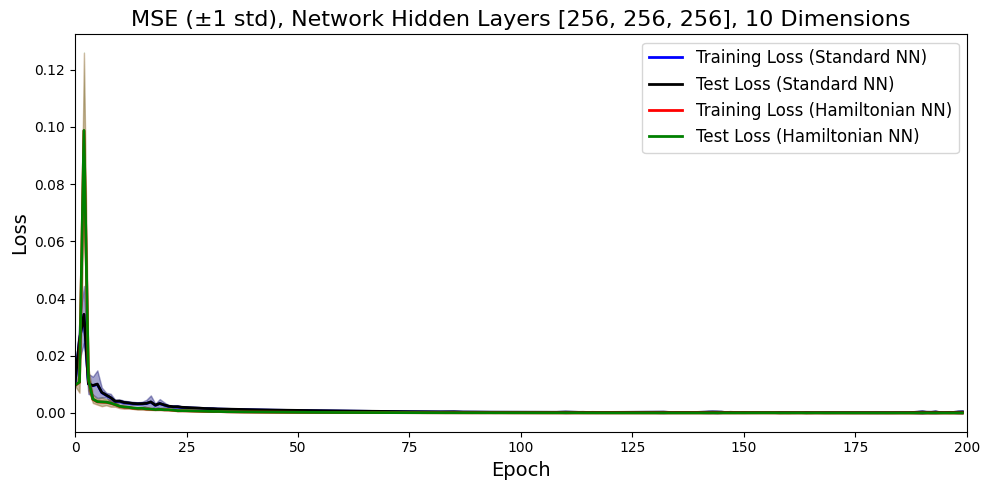 MSE (±1 std), Network Hidden Layers [256, 256, 256], 10 Dimensions
Training Loss (Standard NN)
Test Loss (Standard NN)
Training Loss (Hamiltonian NN)
Test Loss (Hamiltonian NN)
Loss
0.12
0.10
0.08
0.06
0.04
0.02
0.00
0 25 50 75 100 125 150 175 200
Epoch